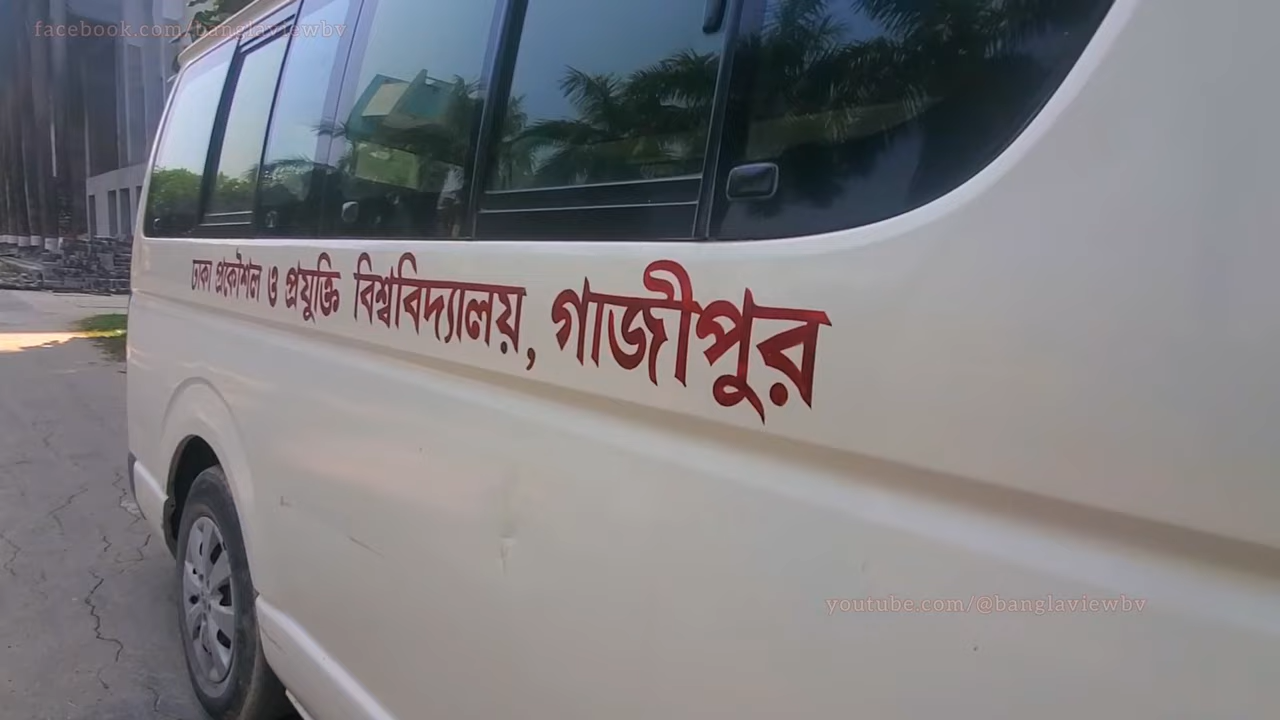 facebook.com/banglaviewbv
ঢাকা প্রকৌশল ও প্রযুক্তি বিশ্ববিদ্যালয়, গাজীপুর
youtube.com/@banglaviewbv